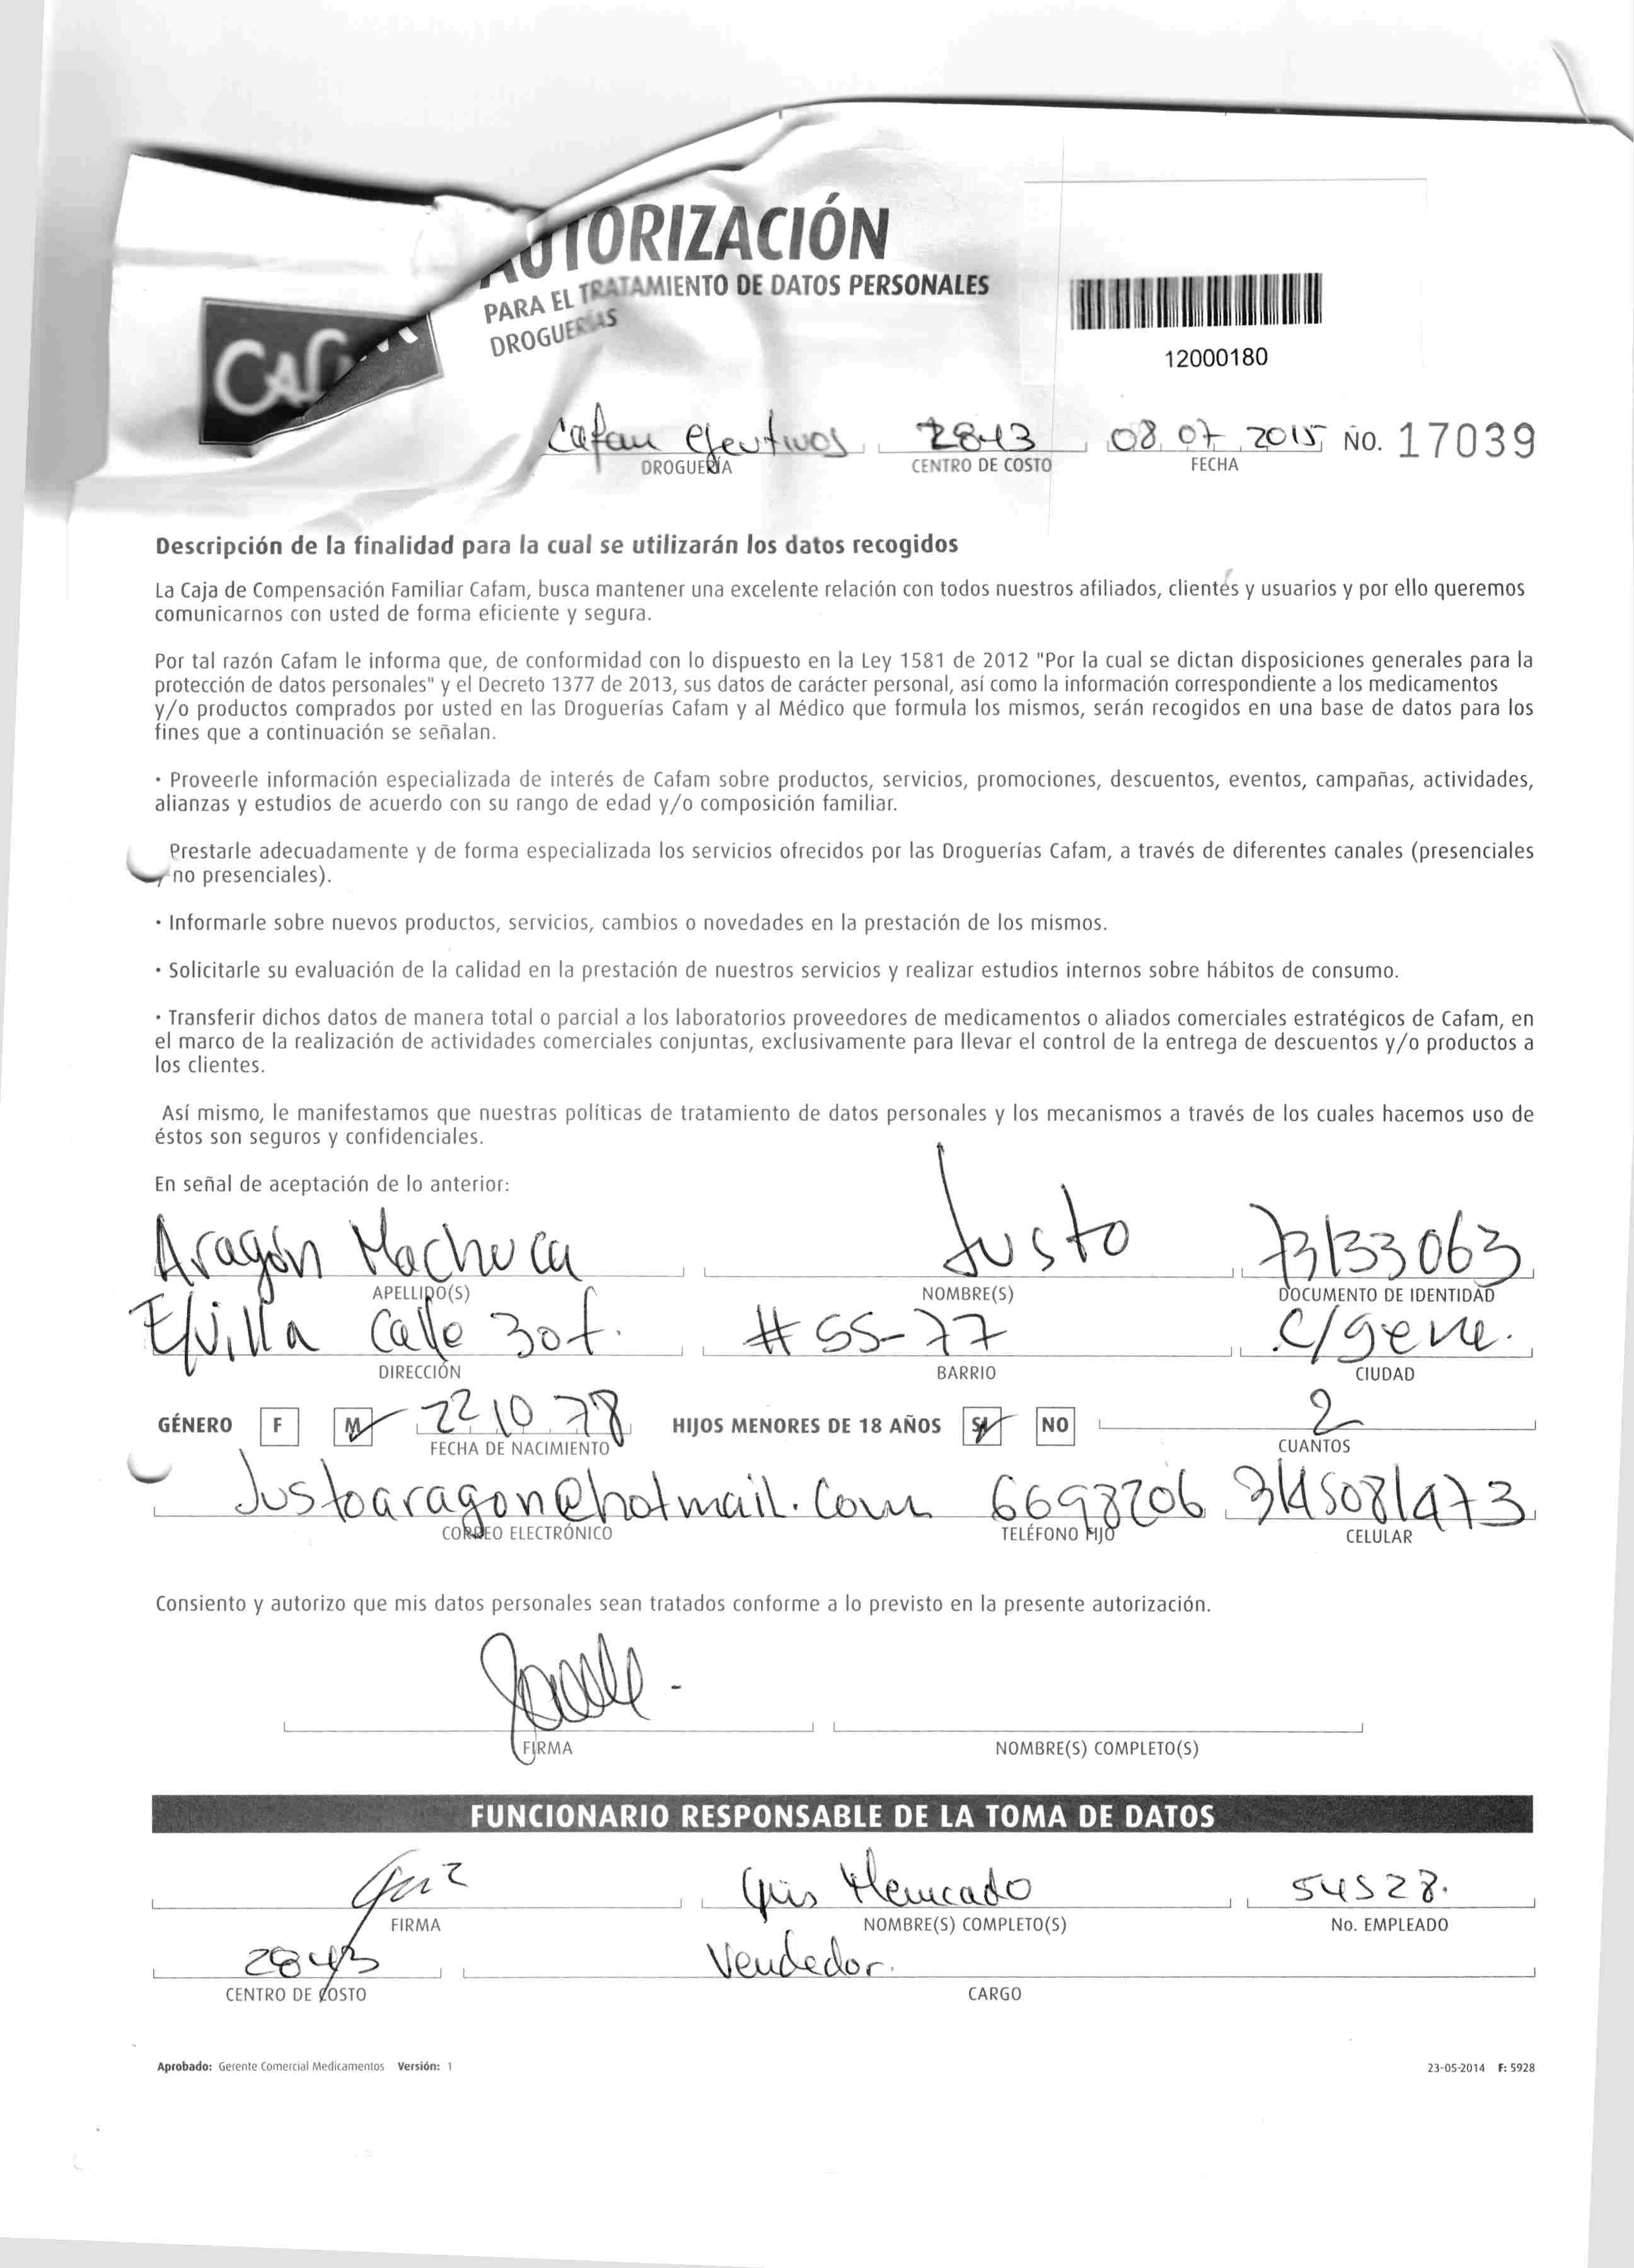 AUTORIZACIÓN
PARA EL TRATAMIENTO DE DATOS PERSONALES
DROGUERÍAS
12000180
Cafam ejecutivos 2843 08 07 2015 NO. 17039
DROGUERÍA CENTRO DE COSTO FECHA
Descripción de la finalidad para la cual se utilizarán los datos recogidos
La Caja de Compensación Familiar Cafam, busca mantener una excelente relación con todos nuestros afiliados, clientes y usuarios y por ello queremos
comunicarnos con usted de forma eficiente y segura.
Por tal razón Cafam le informa que, de conformidad con lo dispuesto en la Ley 1581 de 2012 "Por la cual se dictan disposiciones generales para la
protección de datos personales" y el Decreto 1377 de 2013, sus datos de carácter personal, así como la información correspondiente a los medicamentos
y/o productos comprados por usted en las Droguerías Cafam y al Médico que formula los mismos, serán recogidos en una base de datos para los
fines que a continuación se señalan.
· Proveerle información especializada de interés de Cafam sobre productos, servicios, promociones, descuentos, eventos, campañas, actividades,
alianzas y estudios de acuerdo con su rango de edad y/o composición familiar.
Prestarle adecuadamente y de forma especializada los servicios ofrecidos por las Droguerías Cafam, a través de diferentes canales (presenciales
y no presenciales).
· Informarle sobre nuevos productos, servicios, cambios o novedades en la prestación de los mismos.
· Solicitarle su evaluación de la calidad en la prestación de nuestros servicios y realizar estudios internos sobre hábitos de consumo.
· Transferir dichos datos de manera total o parcial a los laboratorios proveedores de medicamentos o aliados comerciales estratégicos de Cafam, en
el marco de la realización de actividades comerciales conjuntas, exclusivamente para llevar el control de la entrega de descuentos y/o productos a
los clientes.
Así mismo, le manifestamos que nuestras políticas de tratamiento de datos personales y los mecanismos a través de los cuales hacemos uso de
éstos son seguros y confidenciales.
En señal de aceptación de lo anterior:
Aragón Machuca Justo 73133063
APELLIDO(S) NOMBRE(S) DOCUMENTO DE IDENTIDAD
Calle 30f. # 55-77 C/gena.
DIRECCIÓN BARRIO CIUDAD
GÉNERO F M 22 10 78 HIJOS MENORES DE 18 AÑOS SI NO 2
FECHA DE NACIMIENTO CUANTOS
Justoaragon@hotmail.com 6698206 3145081473
CORREO ELECTRÓNICO TELÉFONO FIJO CELULAR
Consiento y autorizo que mis datos personales sean tratados conforme a lo previsto en la presente autorización.
FIRMA NOMBRE(S) COMPLETO(S)
FUNCIONARIO RESPONSABLE DE LA TOMA DE DATOS
Mercado 54528.
FIRMA NOMBRE(S) COMPLETO(S) No. EMPLEADO
2843 Vendedor.
CENTRO DE COSTO CARGO
Aprobado: Gerente Comercial Medicamentos Versión: 1 23-05-2014 F: 5928